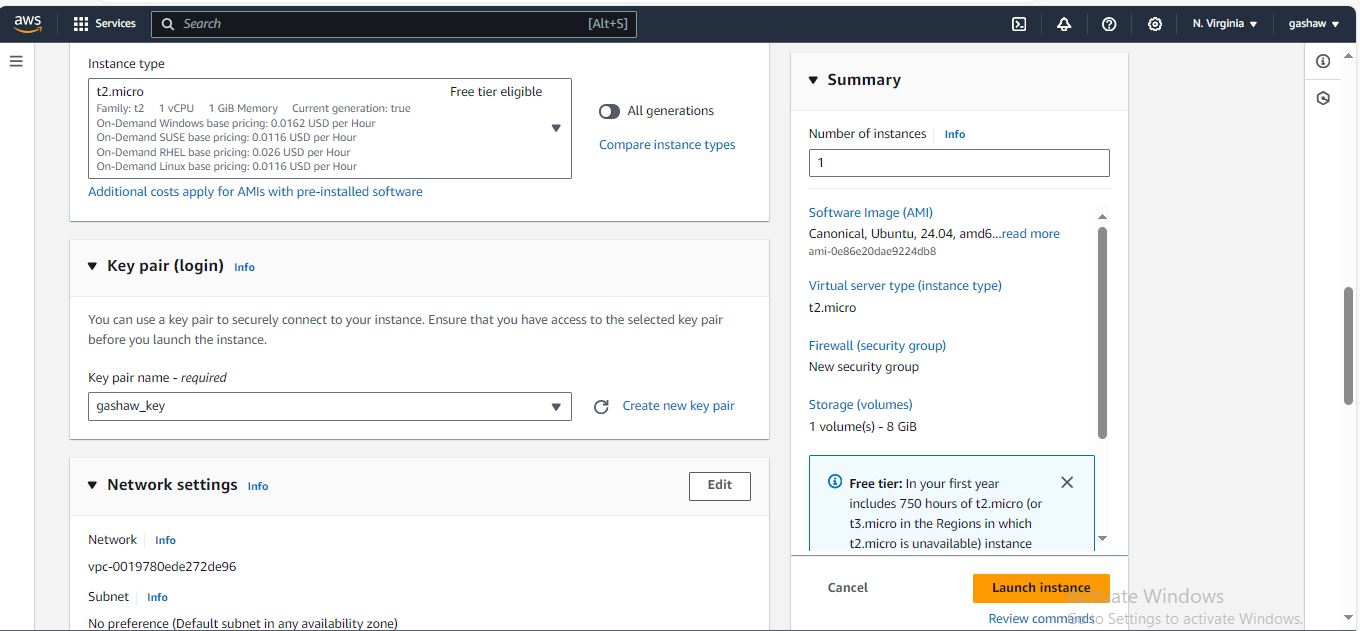 aws
Services
Search
[Alt+S]
N. Virginia
gashaw
Instance type
t2.micro
Free tier eligible
Family: t2 1 vCPU 1 GiB Memory Current generation: true
On-Demand Windows base pricing: 0.0162 USD per Hour
On-Demand SUSE base pricing: 0.0116 USD per Hour
On-Demand RHEL base pricing: 0.026 USD per Hour
On-Demand Linux base pricing: 0.0116 USD per Hour
All generations
Compare instance types
Additional costs apply for AMIs with pre-installed software
Key pair (login) Info
You can use a key pair to securely connect to your instance. Ensure that you have access to the selected key pair
before you launch the instance.
Key pair name - required
gashaw_key
Create new key pair
Network settings Info
Edit
Network Info
vpc-0019780ede272de96
Subnet Info
No preference (Default subnet in any availability zone)
Summary
Number of instances Info
1
Software Image (AMI)
Canonical, Ubuntu, 24.04, amd6...read more
ami-0e86e20dae9224db8
Virtual server type (instance type)
t2.micro
Firewall (security group)
New security group
Storage (volumes)
1 volume(s) - 8 GiB
Free tier: In your first year
includes 750 hours of t2.micro (or
t3.micro in the Regions in which
t2.micro is unavailable) instance
Cancel
Launch instance
Review commands
Activate Windows
Go to Settings to activate Windows.